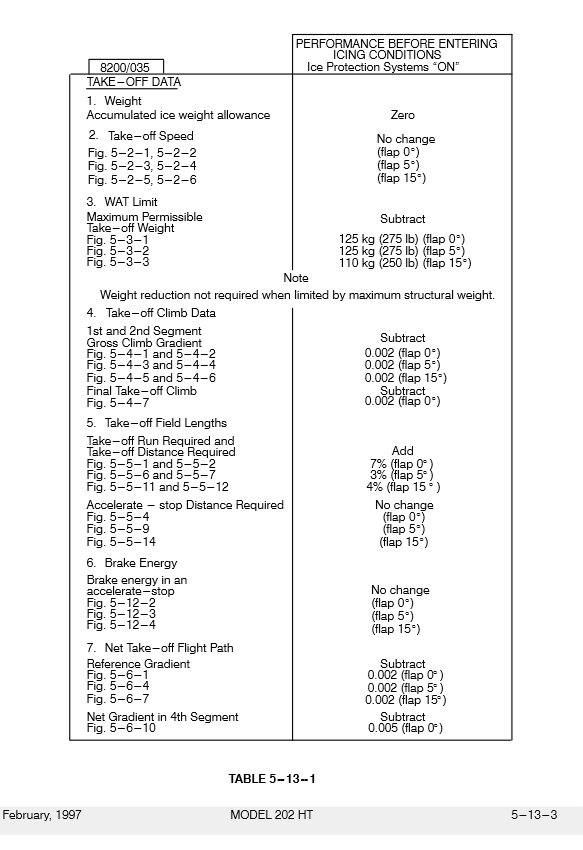 PERFORMANCE BEFORE ENTERING
ICING CONDITIONS
Ice Protection Systems “ON”
8200/035
TAKE−OFF DATA
1. Weight
Accumulated ice weight allowance Zero
2. Take−off Speed No change
Fig. 5−2−1, 5−2−2 (flap 0°)
Fig. 5−2−3, 5−2−4 (flap 5°)
Fig. 5−2−5, 5−2−6 (flap 15°)
3. WAT Limit
Maximum Permissible Subtract
Take−off Weight
Fig. 5−3−1 125 kg (275 lb) (flap 0°)
Fig. 5−3−2 125 kg (275 lb) (flap 5°)
Fig. 5−3−3 110 kg (250 lb) (flap 15°)
Note
Weight reduction not required when limited by maximum structural weight.
4. Take−off Climb Data
1st and 2nd Segment
Gross Climb Gradient Subtract
Fig. 5−4−1 and 5−4−2 0.002 (flap 0°)
Fig. 5−4−3 and 5−4−4 0.002 (flap 5°)
Fig. 5−4−5 and 5−4−6 0.002 (flap 15°)
Final Take−off Climb Subtract
Fig. 5−4−7 0.002 (flap 0°)
5. Take−off Field Lengths
Take−off Run Required and
Take−off Distance Required Add
Fig. 5−5−1 and 5−5−2 7% (flap 0°)
Fig. 5−5−6 and 5−5−7 3% (flap 5°)
Fig. 5−5−11 and 5−5−12 4% (flap 15°)
Accelerate − stop Distance Required No change
Fig. 5−5−4 (flap 0°)
Fig. 5−5−9 (flap 5°)
Fig. 5−5−14 (flap 15°)
6. Brake Energy
Brake energy in an
accelerate−stop No change
Fig. 5−12−2 (flap 0°)
Fig. 5−12−3 (flap 5°)
Fig. 5−12−4 (flap 15°)
7. Net Take−off Flight Path
Reference Gradient Subtract
Fig. 5−6−1 0.002 (flap 0°)
Fig. 5−6−4 0.002 (flap 5°)
Fig. 5−6−7 0.002 (flap 15°)
Net Gradient in 4th Segment Subtract
Fig. 5−6−10 0.005 (flap 0°)
TABLE 5−13−1
February, 1997 MODEL 202 HT 5−13−3